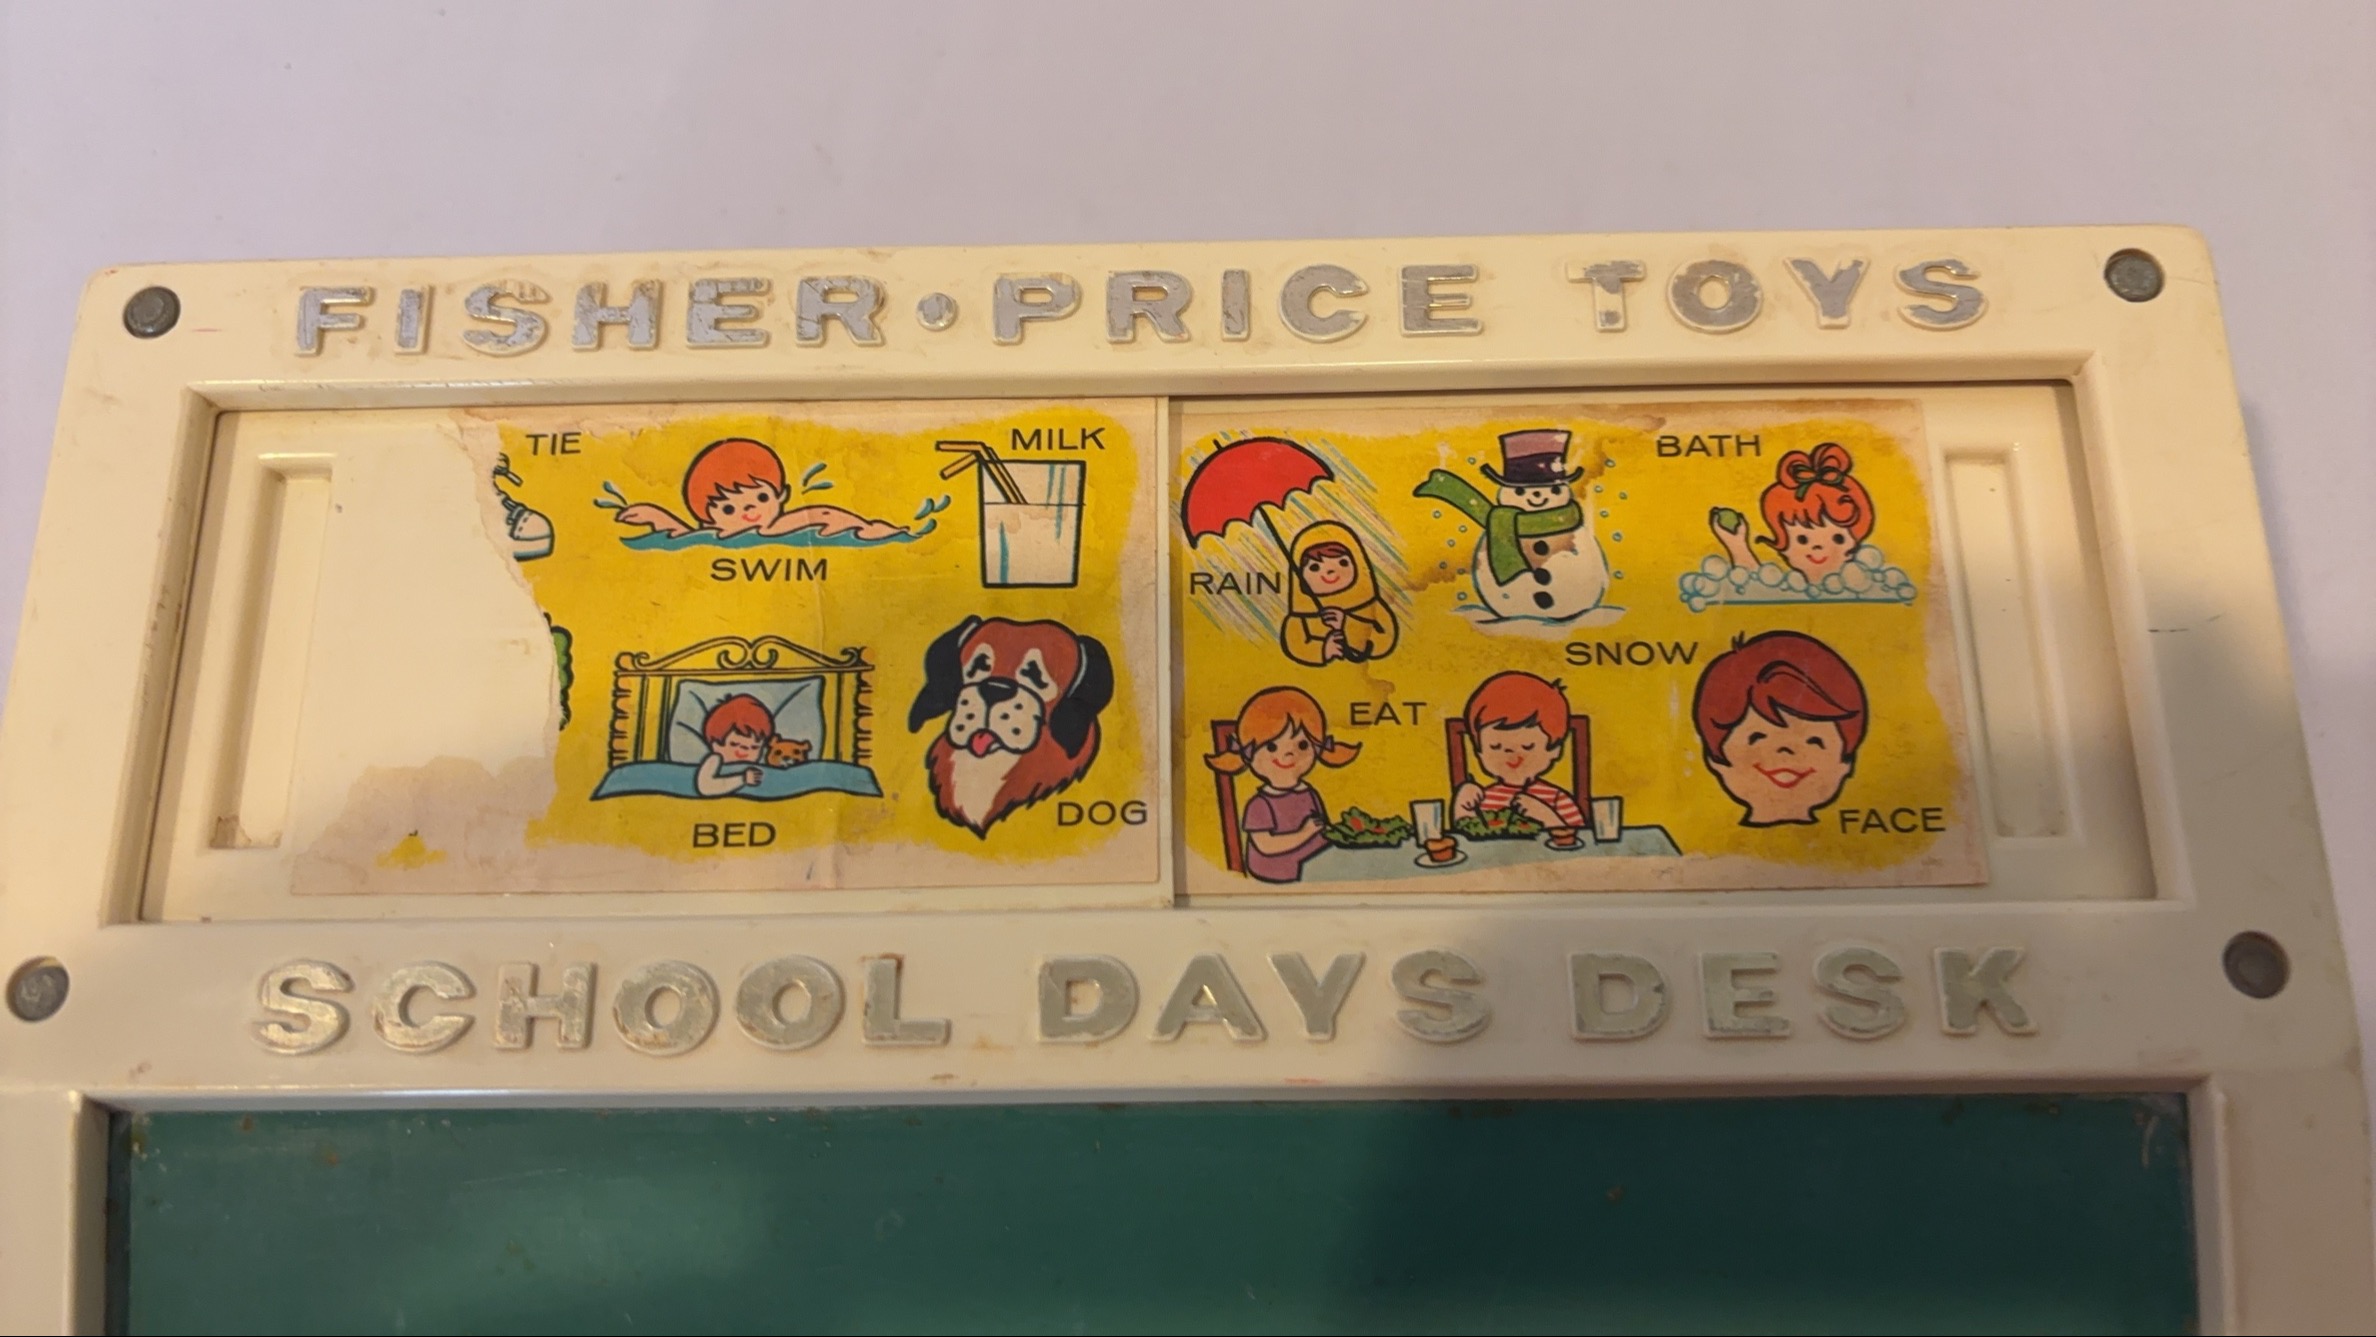 FISHER•PRICE TOYS
TIE
MILK
SWIM
BED
DOG
RAIN
BATH
SNOW
EAT
FACE
SCHOOL DAYS DESK